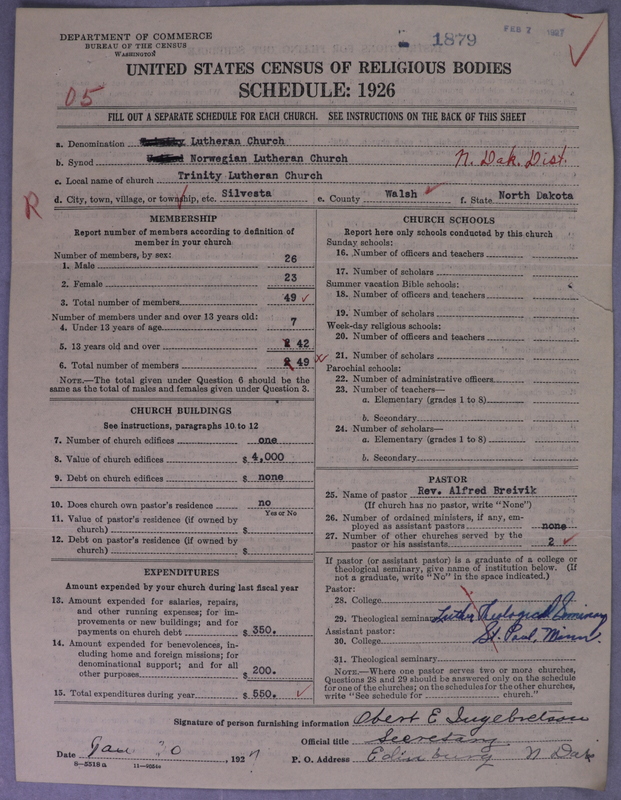 DEPARTMENT OF COMMERCE
BUREAU OF THE CENSUS
WASHINGTON
1879
FEB 7 1927
UNITED STATES CENSUS OF RELIGIOUS BODIES
SCHEDULE: 1926
05
FILL OUT A SEPARATE SCHEDULE FOR EACH CHURCH. SEE INSTRUCTIONS ON THE BACK OF THIS SHEET
a. Denomination Lutheran Church
b. Synod Norwegian Lutheran Church N. Dak. Dist.
c. Local name of church Trinity Lutheran Church
d. City, town, village, or township, etc. Silvesta e. County Walsh f. State North Dakota
R
MEMBERSHIP
Report number of members according to definition of
member in your church
Number of members, by sex:
1. Male 26
2. Female 23
3. Total number of members 49
Number of members under and over 13 years old:
4. Under 13 years of age 7
5. 13 years old and over 42
6. Total number of members 49
NOTE.—The total given under Question 6 should be the
same as the total of males and females given under Question 3.
CHURCH BUILDINGS
See instructions, paragraphs 10 to 12
7. Number of church edifices one
8. Value of church edifices $ 4,000
9. Debt on church edifices $ none
10. Does church own pastor's residence no
Yes or No
11. Value of pastor's residence (if owned by
church) $
12. Debt on pastor's residence (if owned by
church) $
EXPENDITURES
Amount expended by your church during last fiscal year
13. Amount expended for salaries, repairs,
and other running expenses; for im-
provements or new buildings; and for
payments on church debt $ 350.
14. Amount expended for benevolences, in-
cluding home and foreign missions; for
denominational support; and for all
other purposes $ 200.
15. Total expenditures during year $ 550.
CHURCH SCHOOLS
Report here only schools conducted by this church
Sunday schools:
16. Number of officers and teachers
17. Number of scholars
Summer vacation Bible schools:
18. Number of officers and teachers
19. Number of scholars
Week-day religious schools:
20. Number of officers and teachers
21. Number of scholars
Parochial schools:
22. Number of administrative officers
23. Number of teachers—
a. Elementary (grades 1 to 8)
b. Secondary
24. Number of scholars—
a. Elementary (grades 1 to 8)
b. Secondary
PASTOR
25. Name of pastor Rev. Alfred Breivik
(If church has no pastor, write "None")
26. Number of ordained ministers, if any, em-
ployed as assistant pastors none
27. Number of other churches served by the
pastor or his assistants 2
If pastor (or assistant pastor) is a graduate of a college or
theological seminary, give name of institution below. (If
not a graduate, write "No" in the space indicated.)
Pastor:
28. College
29. Theological seminary Luther Theological Seminary
Assistant pastor:
St. Paul, Minn.
30. College
31. Theological seminary
NOTE.—Where one pastor serves two or more churches,
Questions 28 and 29 should be answered only on the schedule
for one of the churches; on the schedules for the other churches,
write "See schedule for church."
Signature of person furnishing information Obert E Ingebretson
Official title Secretary
Date Jan 20, 1927 P. O. Address Edinburg N Dak
8-5518a 11-9554